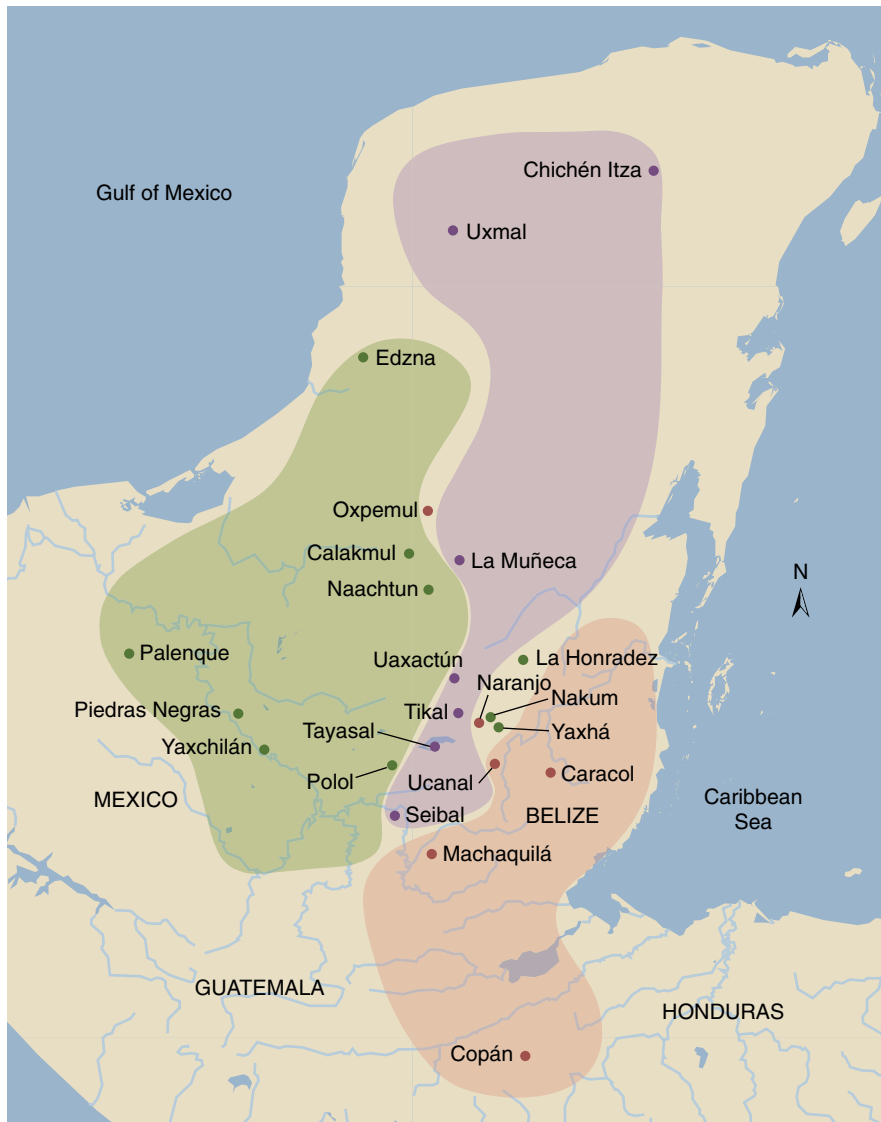 Chichén Itza
Gulf of Mexico
Uxmal
Edzna
Oxpemul
Calakmul
La Muñeca
Naachtun
N
Palenque
Uaxactún
La Honradez
Naranjo
Nakum
Piedras Negras
Tikal
Tayasal
Yaxhá
Yaxchilán
Polol
Ucanal
Caracol
MEXICO
Caribbean
Sea
Seibal
BELIZE
Machaquilá
GUATEMALA
HONDURAS
Copán